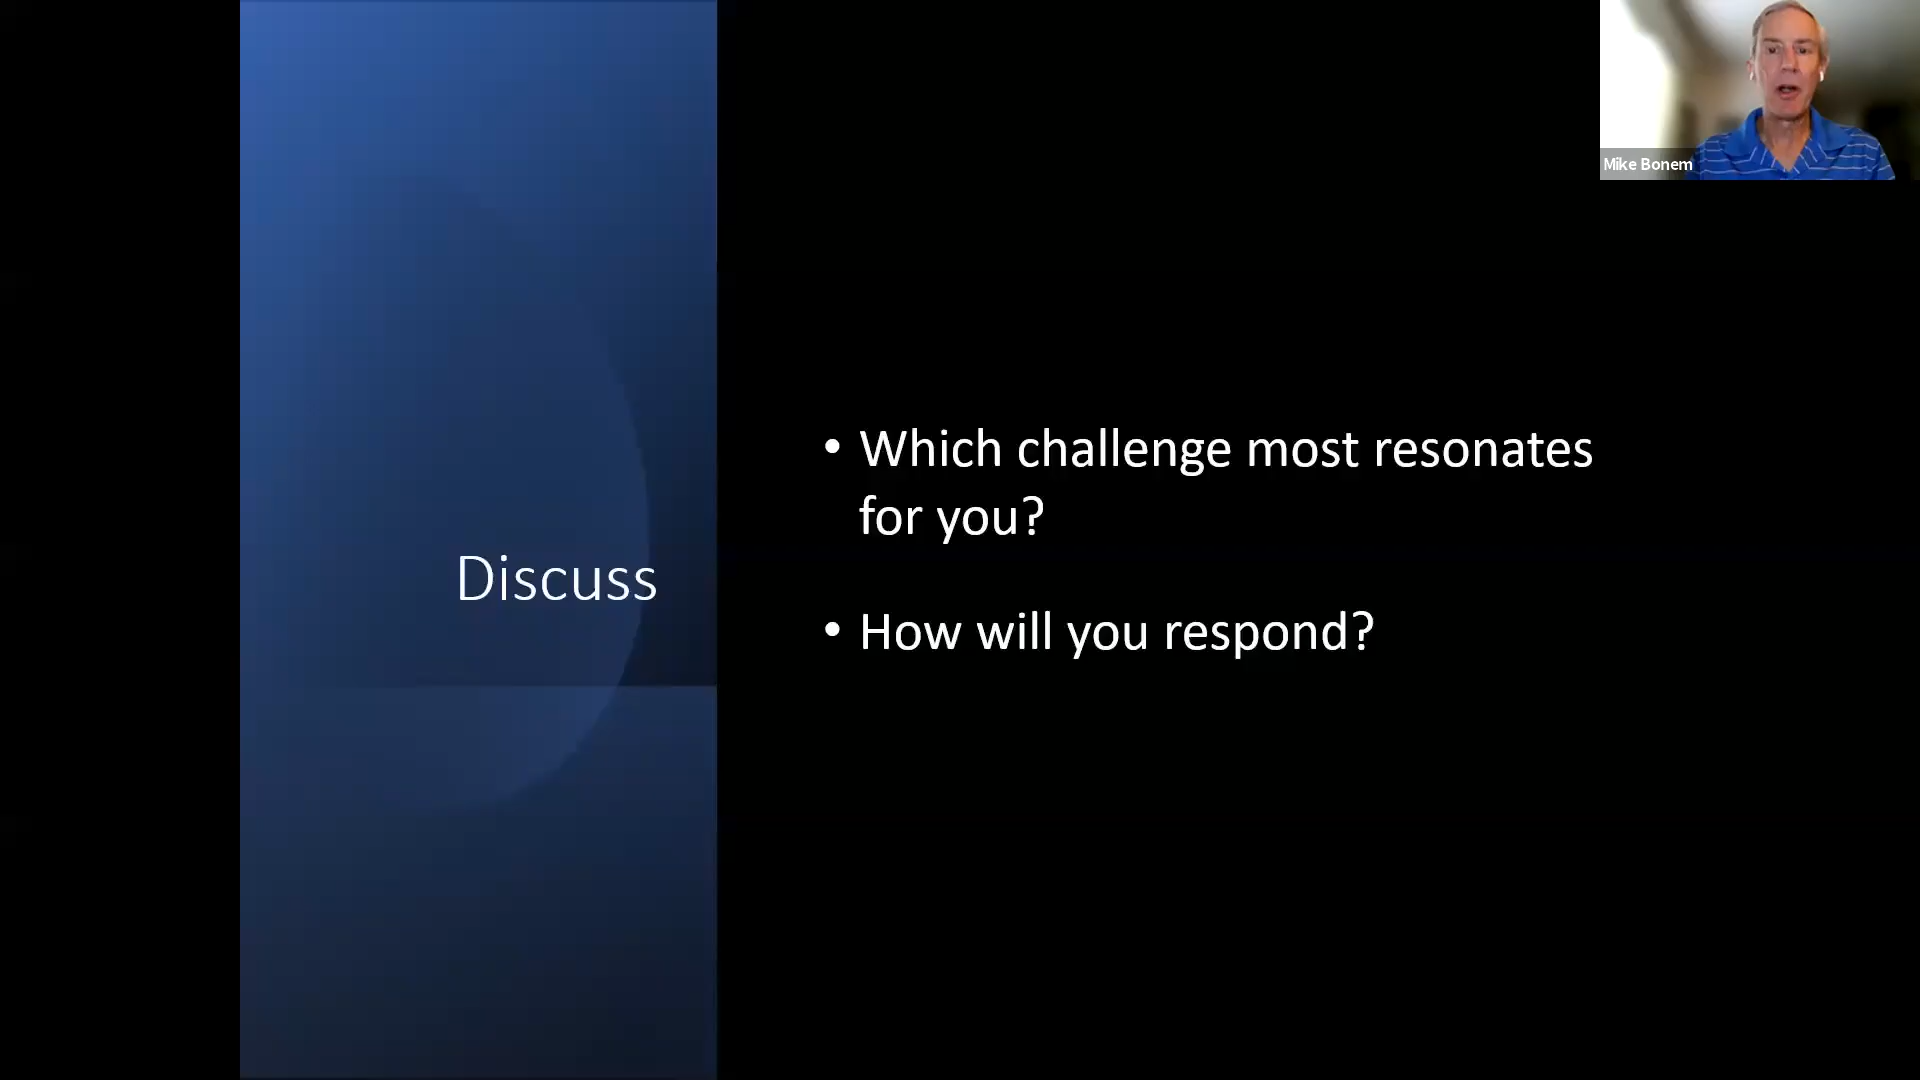 Mike Bonem
Discuss
• Which challenge most resonates
for you?
• How will you respond?